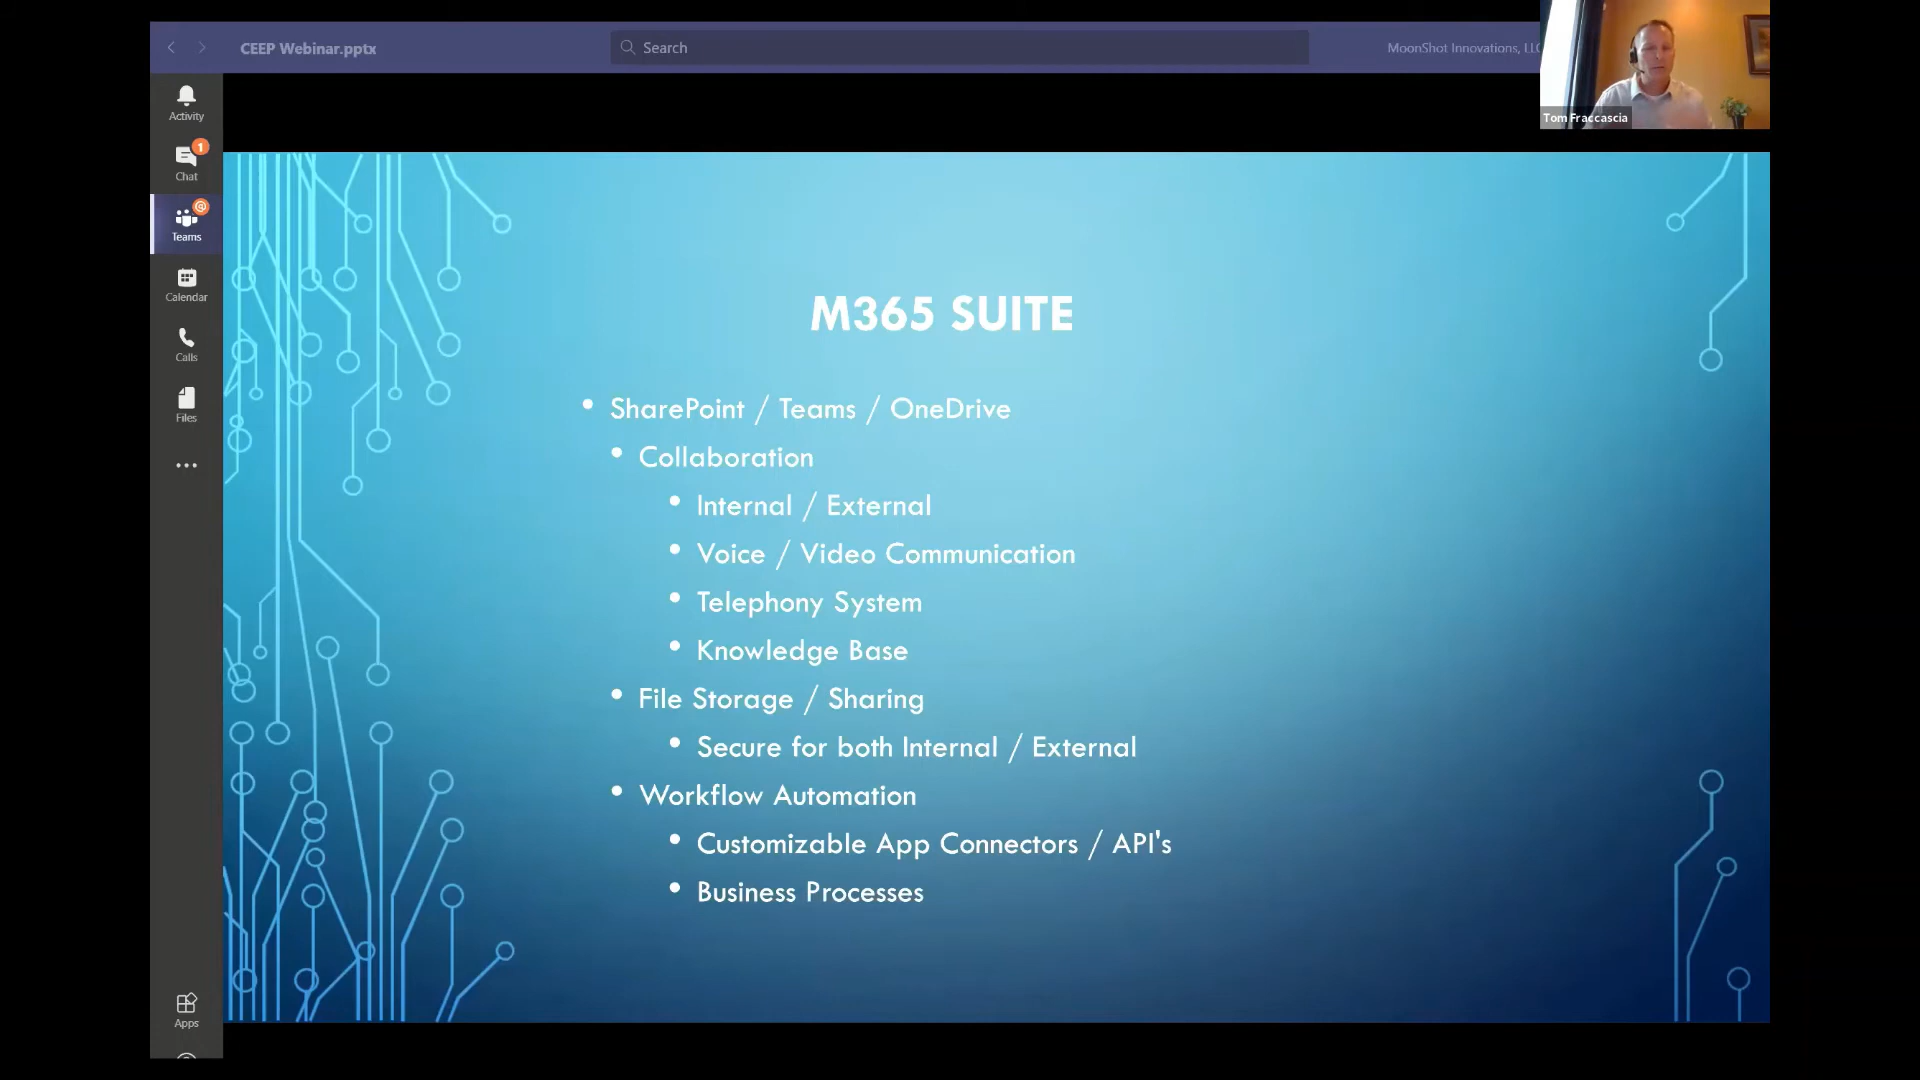 CEEP Webinar.pptx
Search
MoonShot Innovations, LLC
Tom Fraccascia
Activity
1
Chat
@
Teams
Calendar
Calls
Files
Apps
M365 SUITE
• SharePoint / Teams / OneDrive
• Collaboration
• Internal / External
• Voice / Video Communication
• Telephony System
• Knowledge Base
• File Storage / Sharing
• Secure for both Internal / External
• Workflow Automation
• Customizable App Connectors / API's
• Business Processes